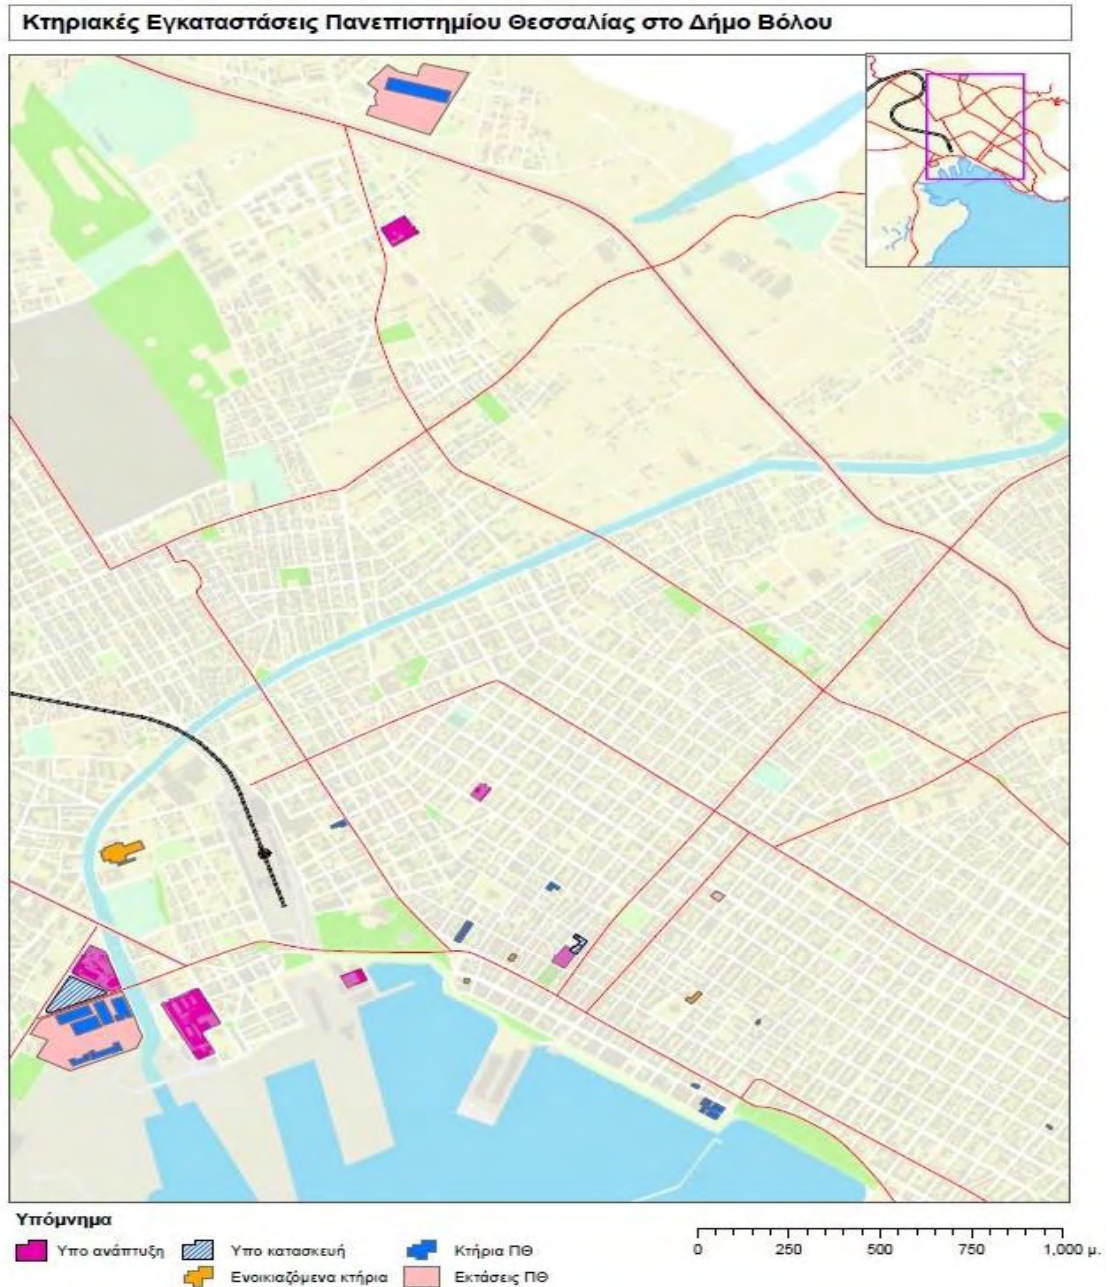 Κτηριακές Εγκαταστάσεις Πανεπιστημίου Θεσσαλίας στο Δήμο Βόλου
Υπόμνημα
Υπο ανάπτυξη
Υπο κατασκευή
Κτήρια ΠΘ
Ενοικιαζόμενα κτήρια
Εκτάσεις ΠΘ
0 250 500 750 1.000 μ.